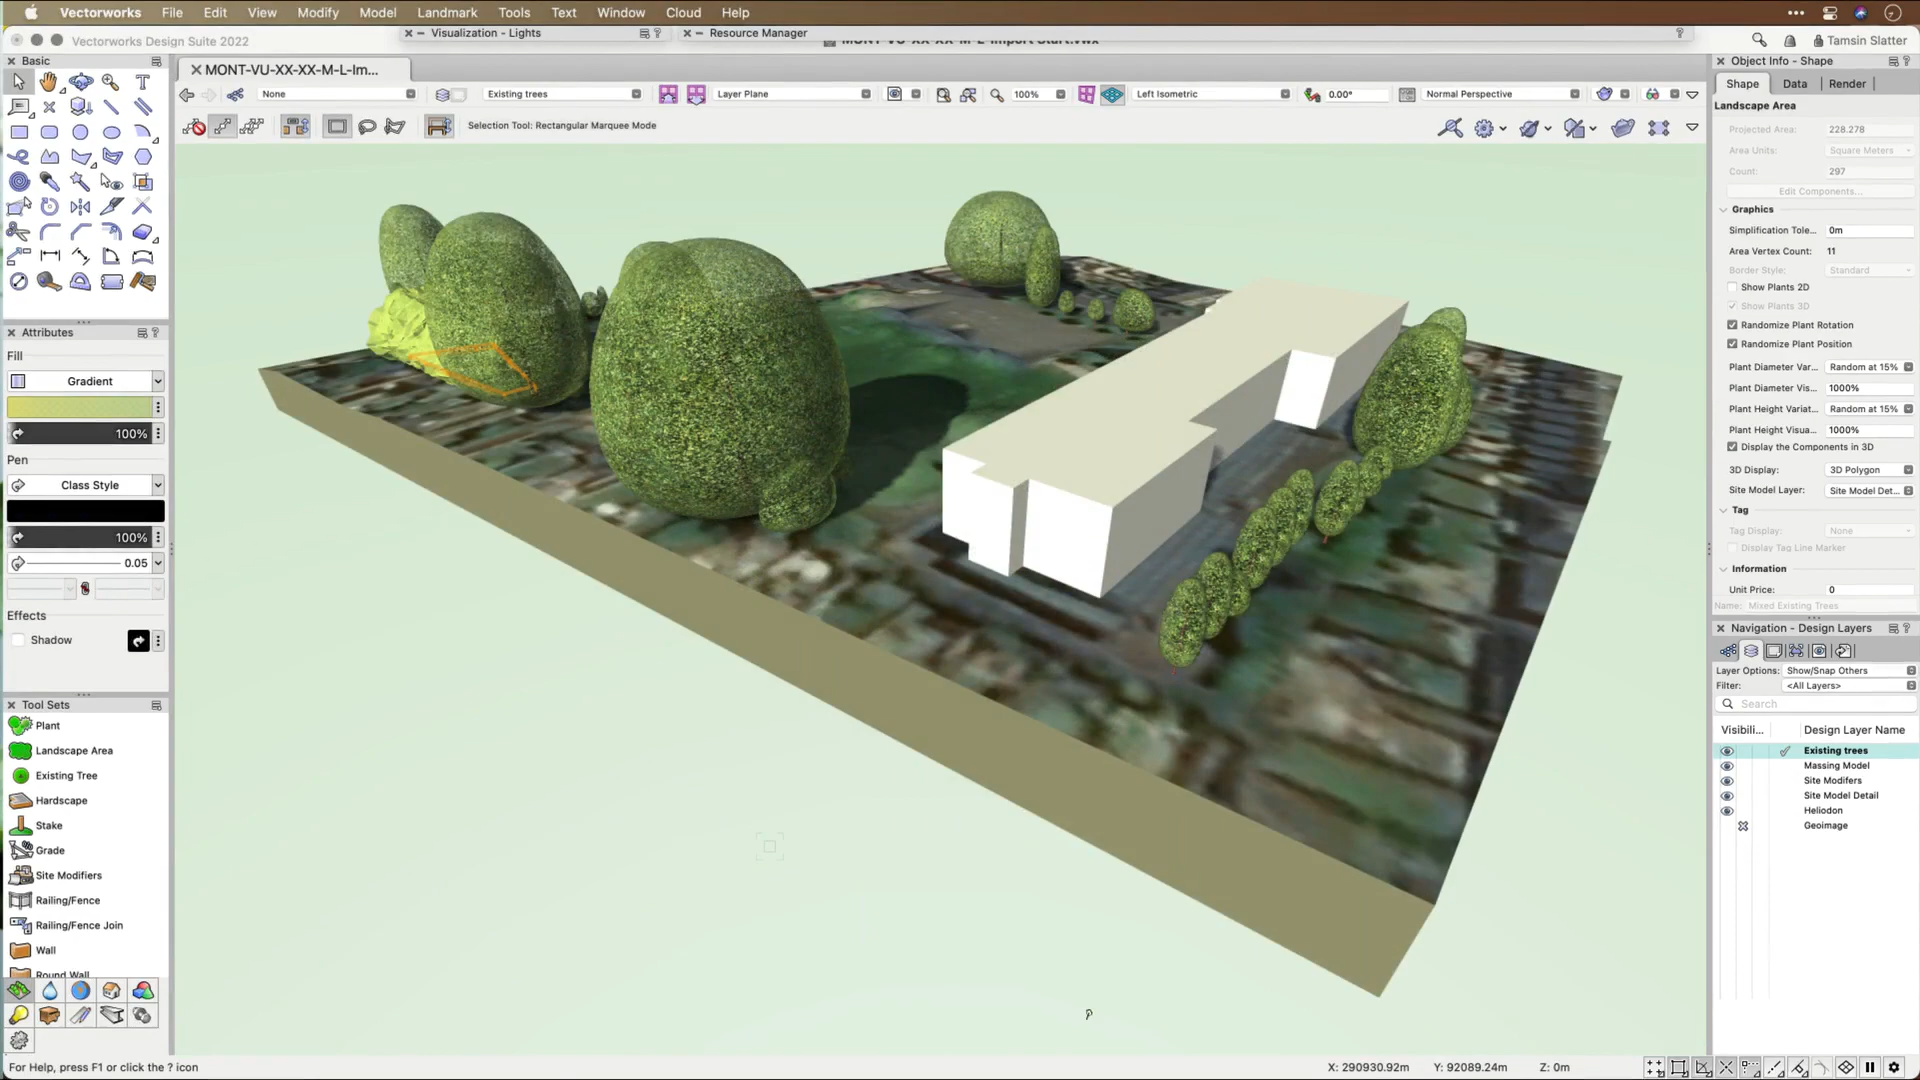 Vectorworks File Edit View Modify Model Landmark Tools Text Window Cloud Help
Vectorworks Design Suite 2022
Visualization - Lights
Resource Manager
Tamsin Slatter
Basic
MONT-VU-XX-XX-M-L-Im...
None
Existing trees
Layer Plane
100%
Left Isometric
0.00°
Normal Perspective
Selection Tool: Rectangular Marquee Mode
Attributes
Fill
Gradient
100%
Pen
Class Style
100%
0.05
Effects
Shadow
Tool Sets
Plant
Landscape Area
Existing Tree
Hardscape
Stake
Grade
Site Modifiers
Railing/Fence
Railing/Fence Join
Wall
Round Wall
Object Info - Shape
Shape Data Render
Landscape Area
Projected Area: 228.278
Area Units: Square Meters
Count: 297
Edit Components...
Graphics
Simplification Tole... 0m
Area Vertex Count: 11
Border Style: Standard
Show Plants 2D
Show Plants 3D
Randomize Plant Rotation
Randomize Plant Position
Plant Diameter Var... Random at 15%
Plant Diameter Vis... 1000%
Plant Height Variat... Random at 15%
Plant Height Visua... 1000%
Display the Components in 3D
3D Display: 3D Polygon
Site Model Layer: Site Model Det...
Tag
Tag Display: None
Display Tag Line Marker
Information
Unit Price: 0
Name: Mixed Existing Trees
Navigation - Design Layers
Layer Options: Show/Snap Others
Filter: <All Layers>
Search
Visibili... Design Layer Name
Existing trees
Massing Model
Site Modifers
Site Model Detail
Heliodon
Geoimage
For Help, press F1 or click the ? icon
X: 290930.92m Y: 92089.24m Z: 0m